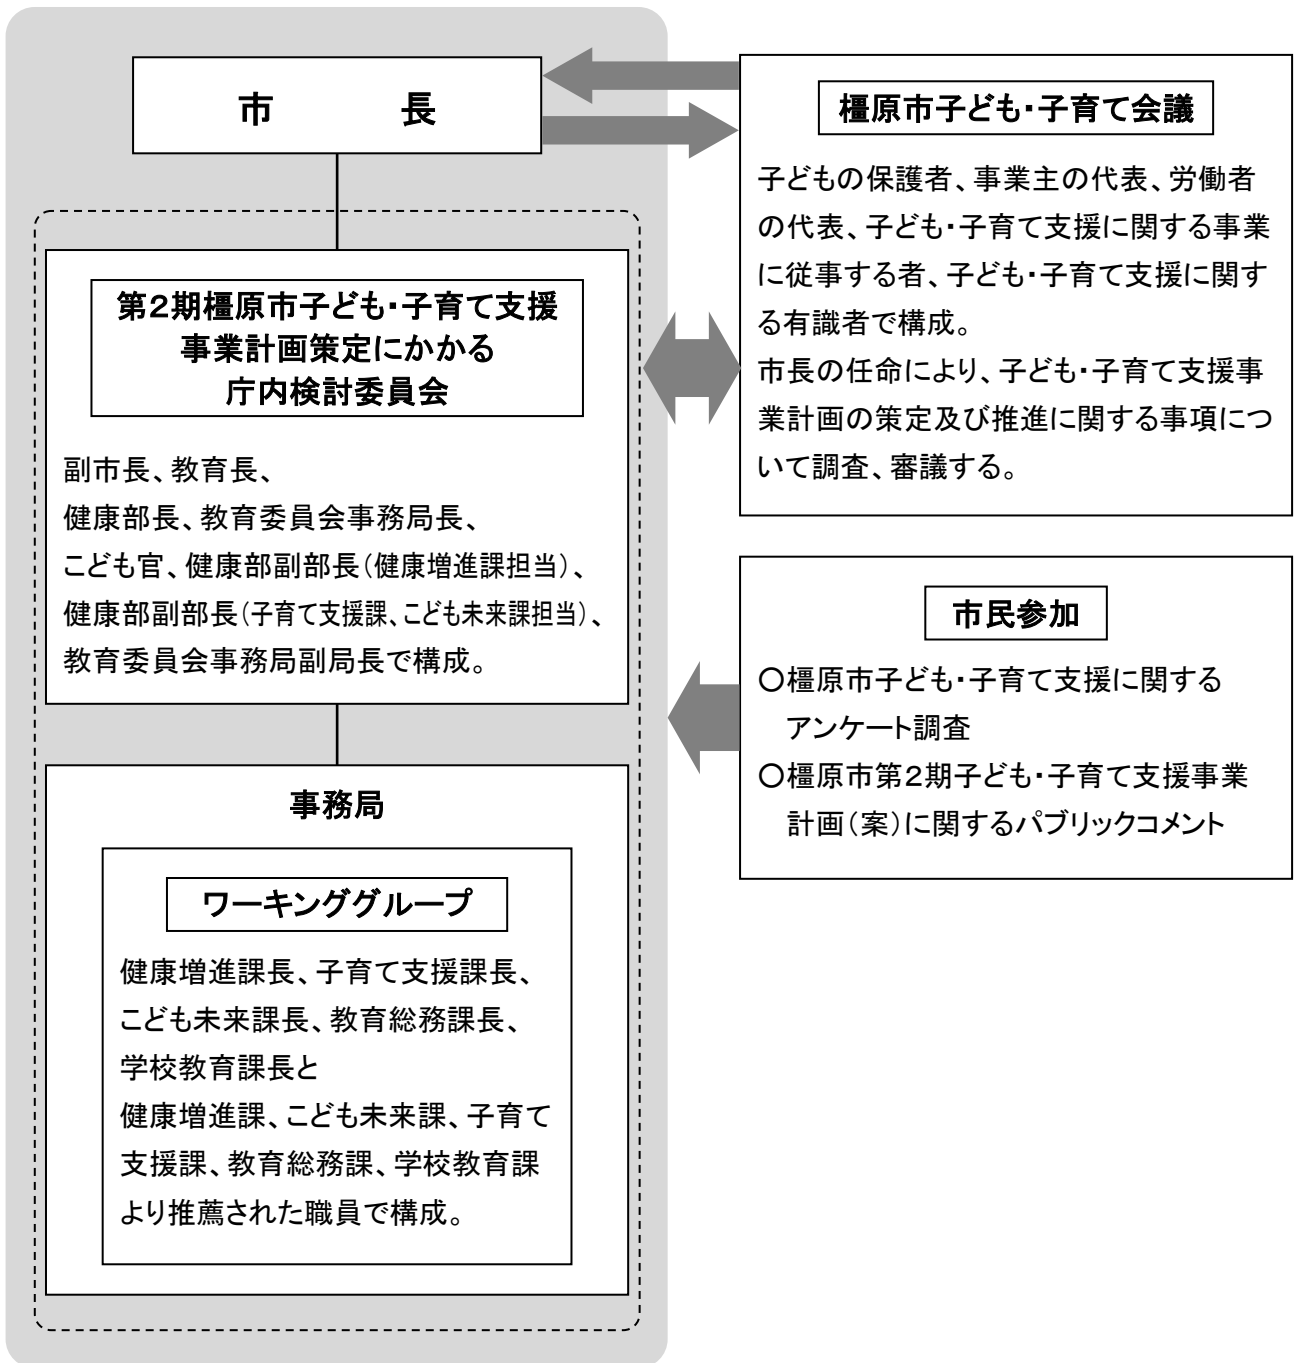 市　　　長
橿原市子ども・子育て会議
子どもの保護者、事業主の代表、労働者
の代表、子ども・子育て支援に関する事業
に従事する者、子ども・子育て支援に関す
る有識者で構成。
市長の任命により、子ども・子育て支援事
業計画の策定及び推進に関する事項につ
いて調査、審議する。
第２期橿原市子ども・子育て支援
事業計画策定にかかる
庁内検討委員会
副市長、教育長、
健康部長、教育委員会事務局長、
こども官、健康部副部長（健康増進課担当）、
健康部副部長（子育て支援課、こども未来課担当）、
教育委員会事務局副局長で構成。
市民参加
○橿原市子ども・子育て支援に関する
アンケート調査
○橿原市第２期子ども・子育て支援事業
計画（案）に関するパブリックコメント
事務局
ワーキンググループ
健康増進課長、子育て支援課長、
こども未来課長、教育総務課長、
学校教育課長と
健康増進課、こども未来課、子育て
支援課、教育総務課、学校教育課
より推薦された職員で構成。